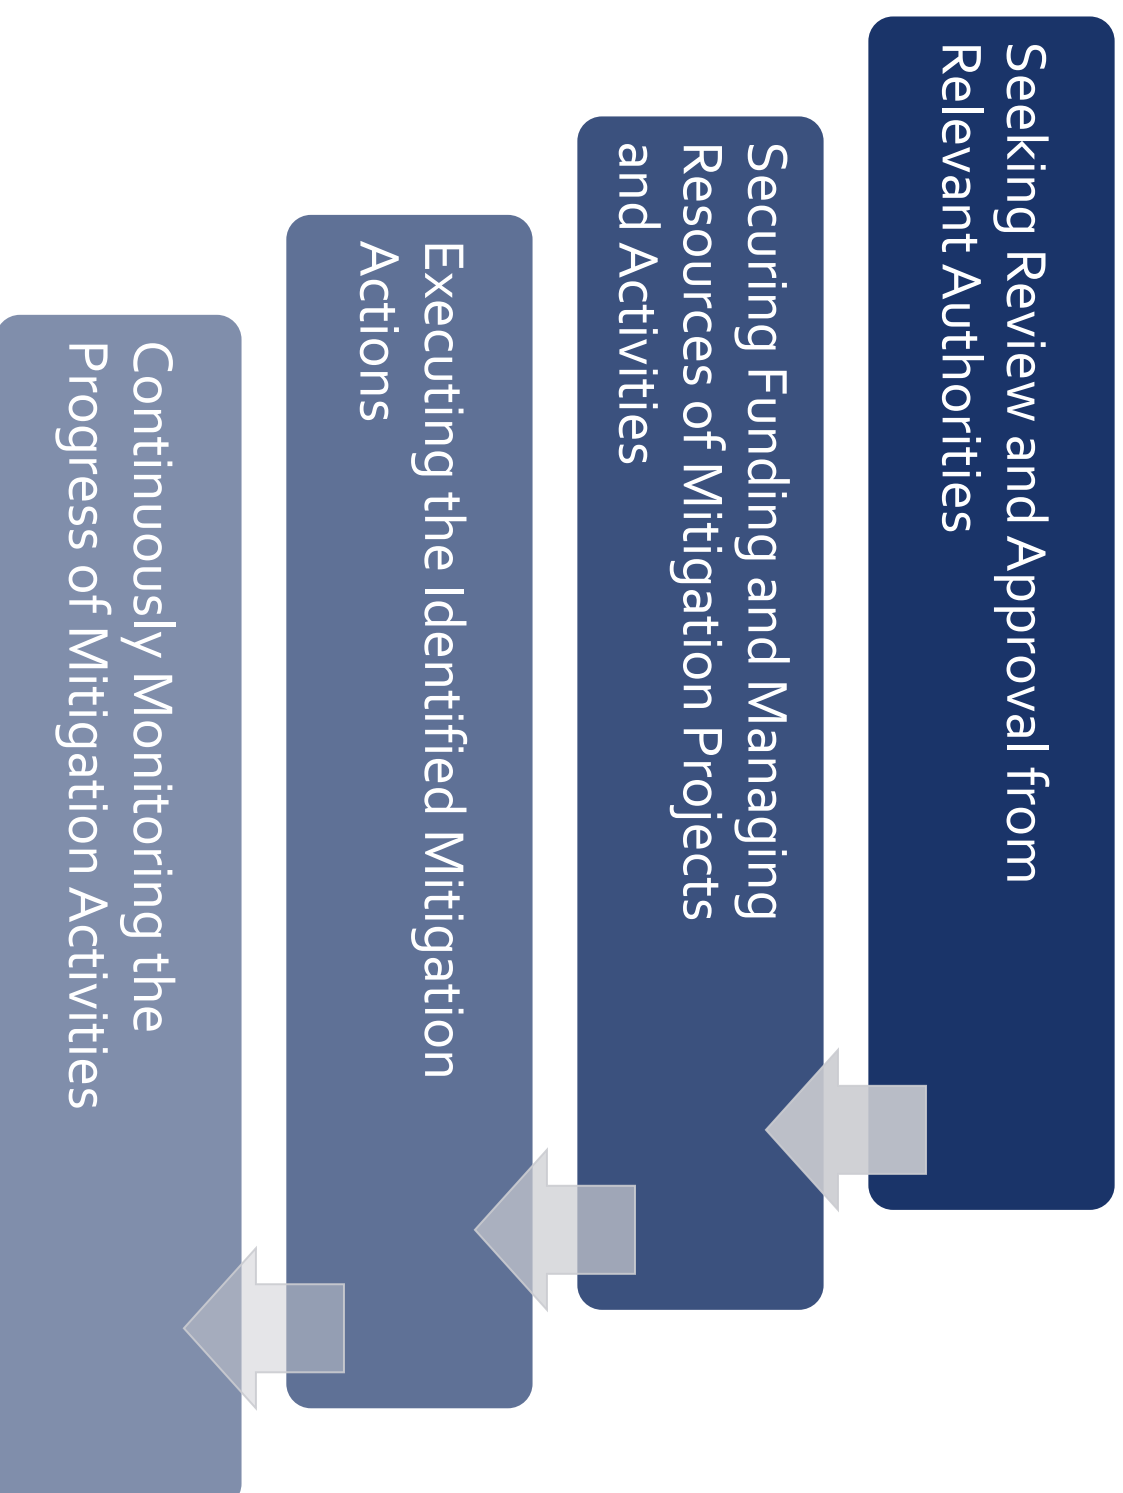 Seeking Review and Approval from
Relevant Authorities
Securing Funding and Managing
Resources of Mitigation Projects
and Activities
Executing the Identified Mitigation
Actions
Continuously Monitoring the
Progress of Mitigation Activities